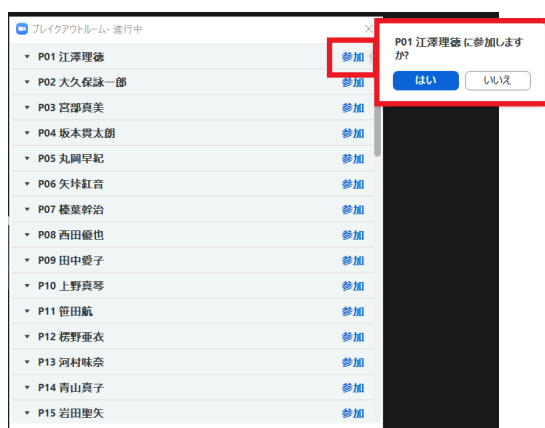 ブレイクアウトルーム- 進行中
P01 江澤理徳 参加
P02 大久保詠一郎 参加
P03 宮部真美 参加
P04 坂本貫太朗 参加
P05 丸岡早紀 参加
P06 矢垰紅音 参加
P07 榛葉幹治 参加
P08 西田優也 参加
P09 田中愛子 参加
P10 上野真琴 参加
P11 笹田航 参加
P12 楞野亜衣 参加
P13 河村味奈 参加
P14 青山真子 参加
P15 岩田聖矢 参加
P01 江澤理徳 に参加します
か?
はい いいえ